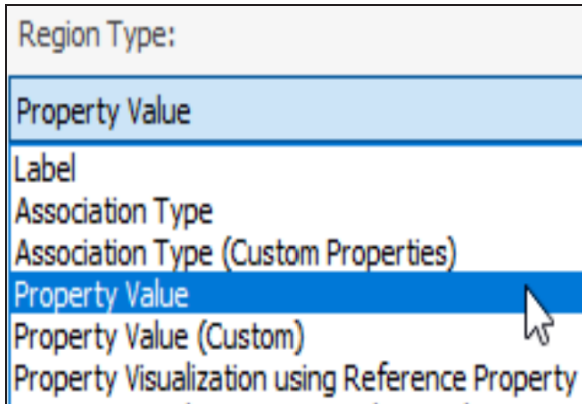 Region Type:
Property Value
Label
Association Type
Association Type (Custom Properties)
Property Value
Property Value (Custom)
Property Visualization using Reference Property